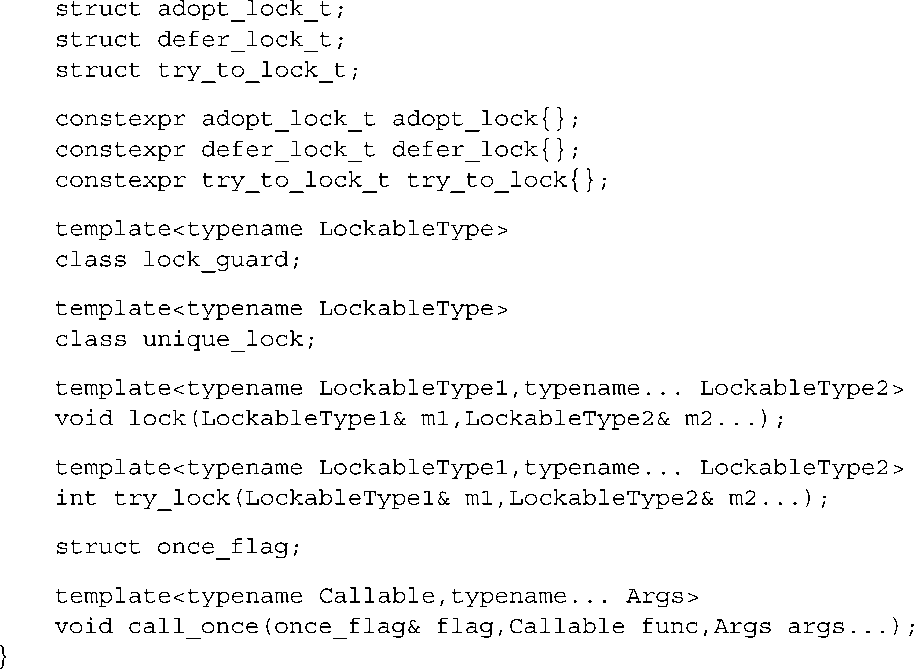 struct adopt_lock_t;
struct defer_lock_t;
struct try_to_lock_t;
constexpr adopt_lock_t adopt_lock{};
constexpr defer_lock_t defer_lock{};
constexpr try_to_lock_t try_to_lock{};
template<typename LockableType>
class lock_guard;
template<typename LockableType>
class unique_lock;
template<typename LockableType1,typename... LockableType2>
void lock(LockableType1& m1,LockableType2& m2...);
template<typename LockableType1,typename... LockableType2>
int try_lock(LockableType1& m1,LockableType2& m2...);
struct once_flag;
template<typename Callable,typename... Args>
void call_once(once_flag& flag,Callable func,Args args...);
}